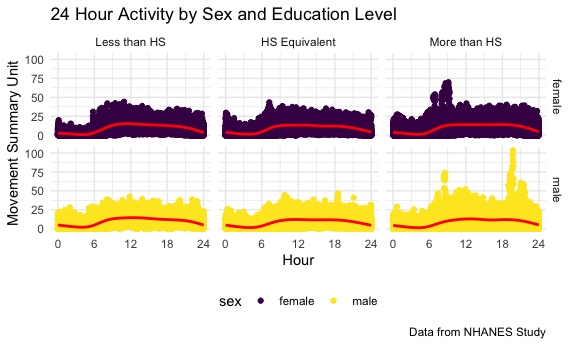 24 Hour Activity by Sex and Education Level
Less than HS HS Equivalent More than HS
Movement Summary Unit
100
75
50
25
0
female
100
75
50
25
0
male
0 6 12 18 24 0 6 12 18 24 0 6 12 18 24
Hour
sex female male
Data from NHANES Study